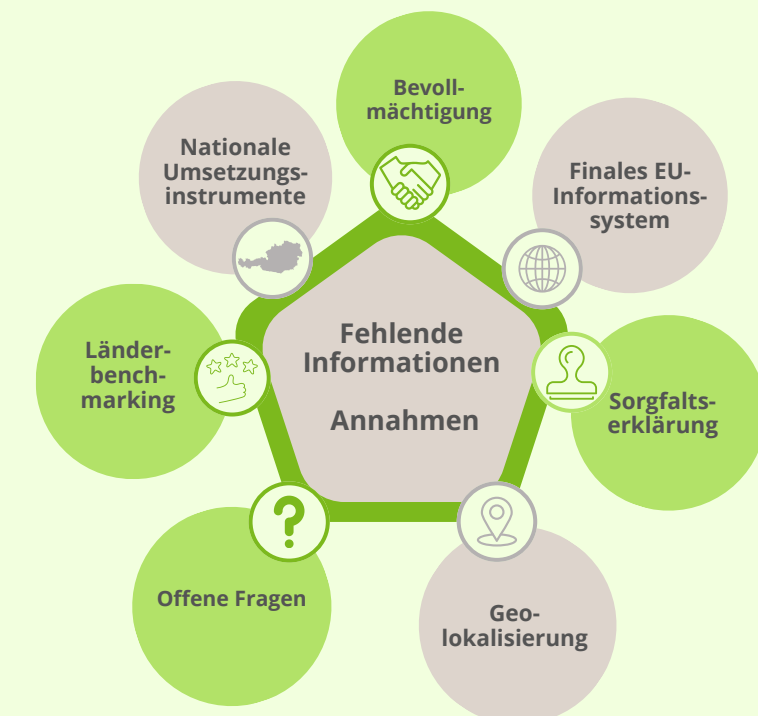 Bevoll-
mächtigung
Nationale
Umsetzungs-
instrumente
Finales EU-
Informations-
system
Fehlende
Informationen
Annahmen
Länder-
bench-
marking
Sorgfalts-
erklärung
Offene Fragen
Geo-
lokalisierung
?